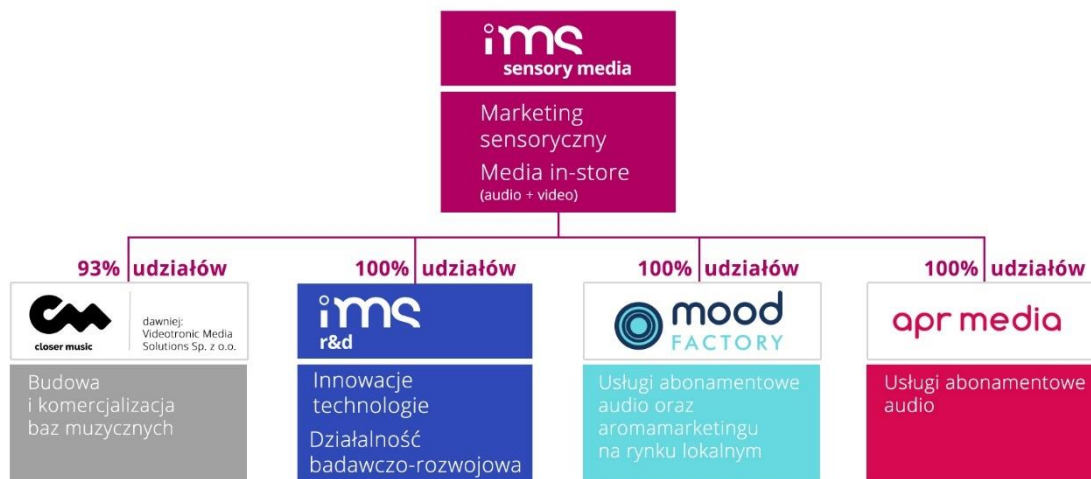 ims
sensory media
Marketing
sensoryczny
Media in-store
(audio + video)
93% udziałów
100% udziałów
100% udziałów
100% udziałów
cm
closer music
dawniej:
Videotronic Media
Solutions Sp. z o.o.
Budowa
i komercjalizacja
baz muzycznych
ims
r&d
Innowacje
technologie
Działalność
badawczo-rozwojowa
mood
FACTORY
Usługi abonamentowe
audio oraz
aromamarketingu
na rynku lokalnym
apr media
Usługi abonamentowe
audio